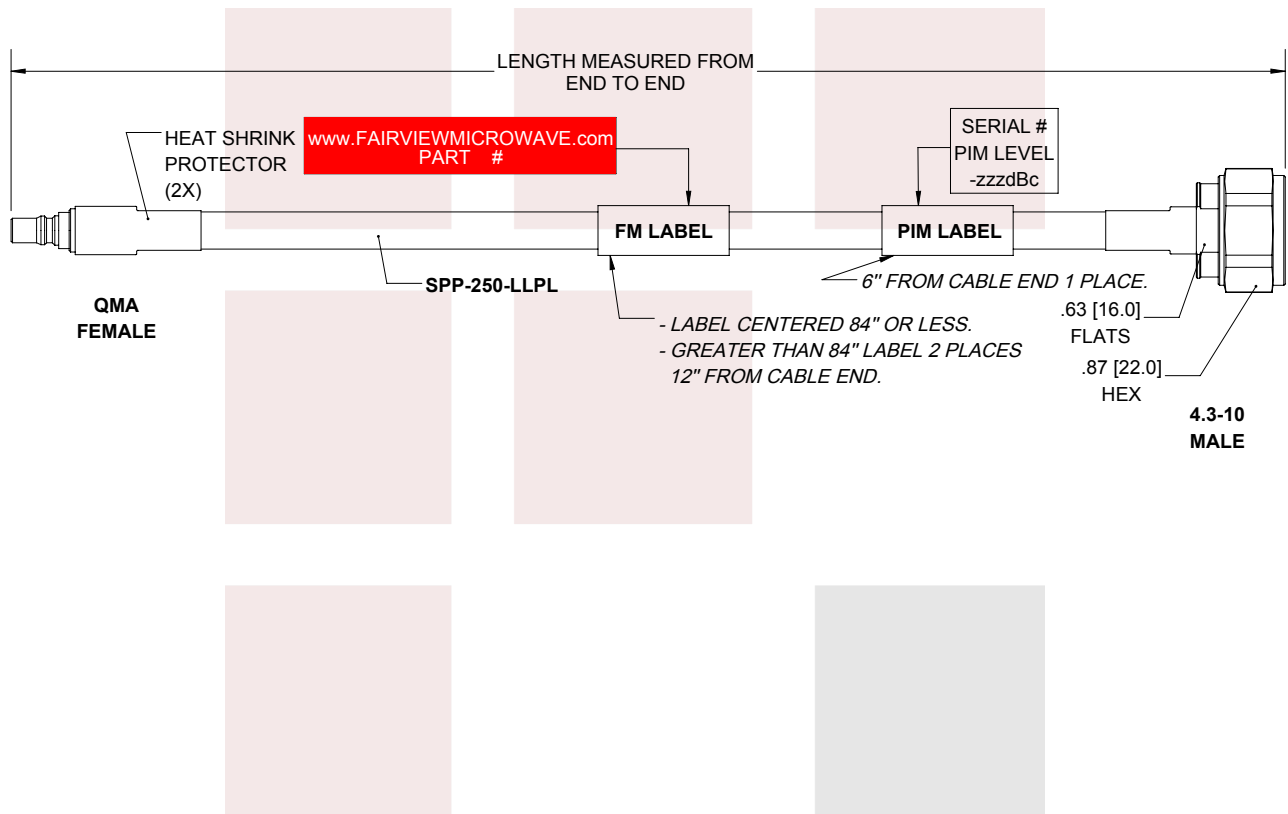 LENGTH MEASURED FROM
END TO END
HEAT SHRINK
PROTECTOR
(2X)
www.FAIRVIEWMICROWAVE.com
PART #
SERIAL #
PIM LEVEL
-zzzdBc
FM LABEL
PIM LABEL
SPP-250-LLPL
QMA
FEMALE
6" FROM CABLE END 1 PLACE.
- LABEL CENTERED 84" OR LESS.
- GREATER THAN 84" LABEL 2 PLACES
12" FROM CABLE END.
.63 [16.0]
FLATS
.87 [22.0]
HEX
4.3-10
MALE